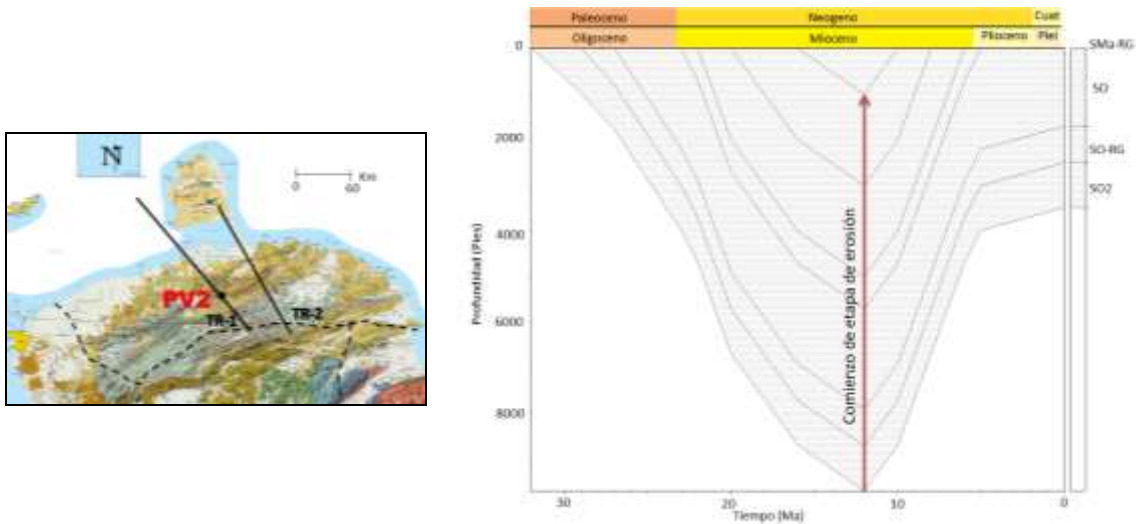 N
Km
0 60
PV2
TR-1
TR-2
Paleoceno Neogeno Cuat
Oligoceno Mioceno Plioceno Plei
0
2000
4000
6000
8000
Profundidad (Pies)
Comienzo de etapa de erosión
SMa-RG
SO
SO-RG
SO2
30 20 10 0
Tiempo (Ma)